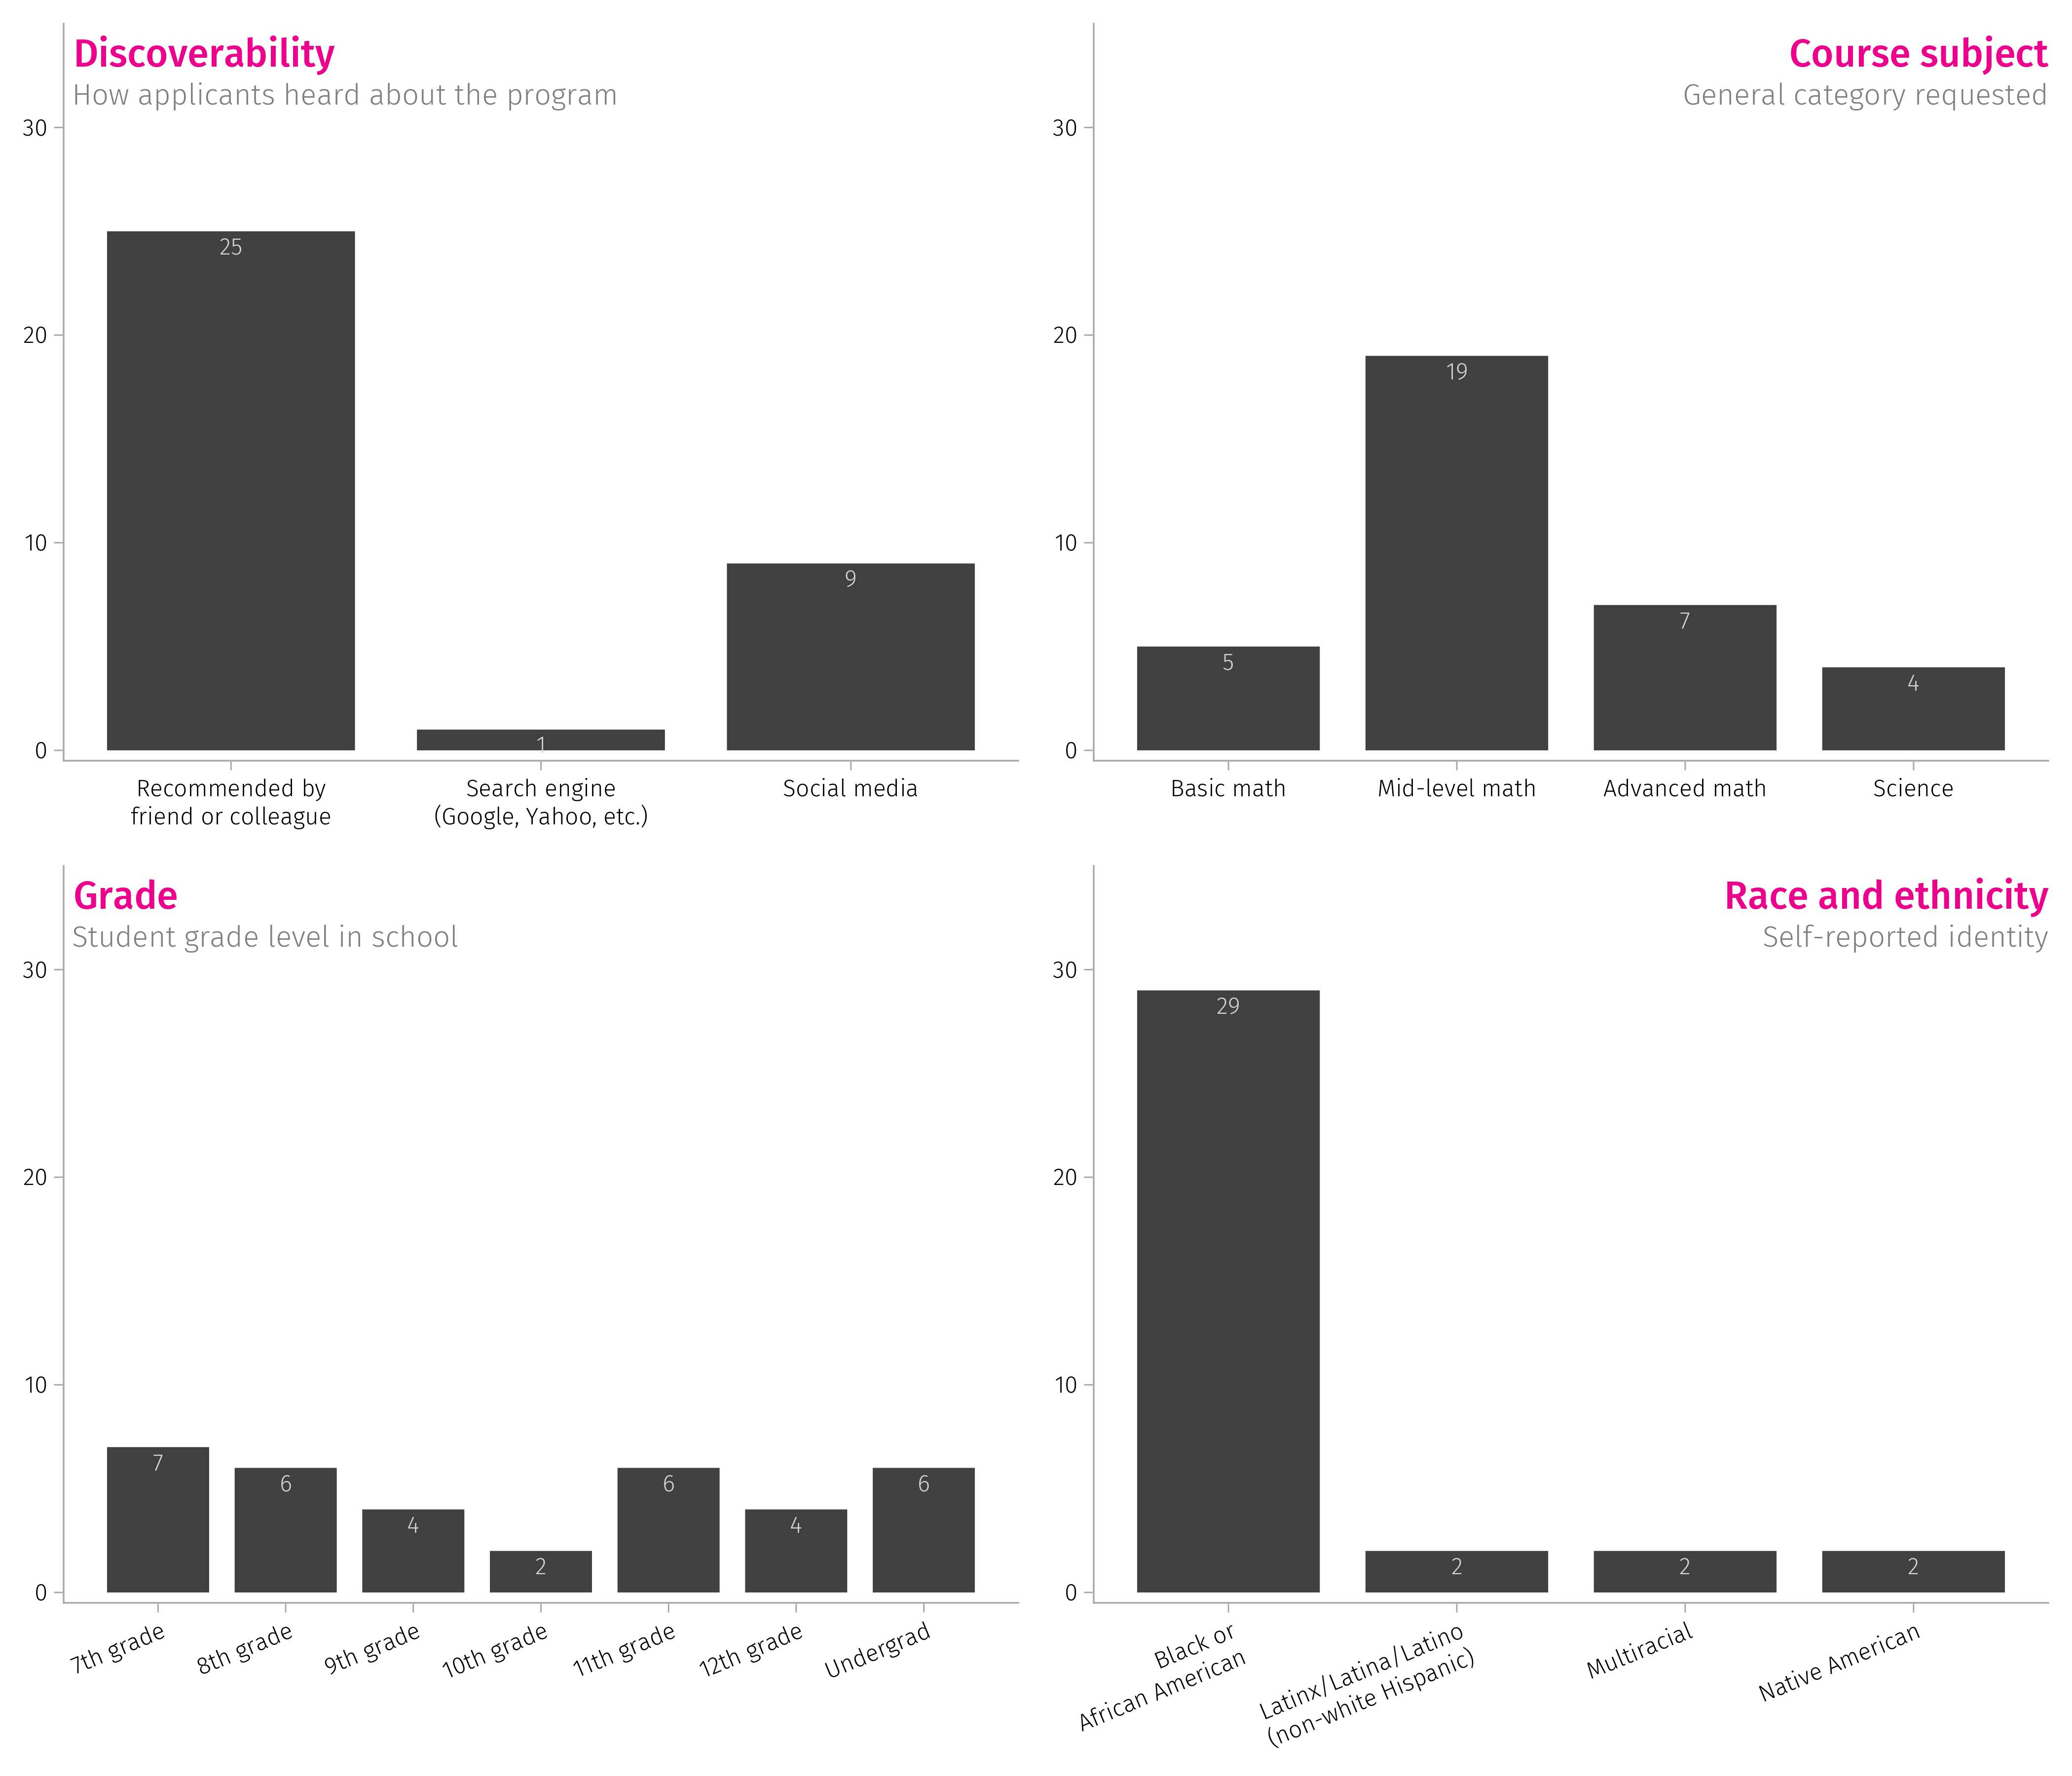 Discoverability
How applicants heard about the program
30
20
10
0
25
1
9
Recommended by
friend or colleague
Search engine
(Google, Yahoo, etc.)
Social media
Course subject
General category requested
30
20
10
0
5
19
7
4
Basic math
Mid-level math
Advanced math
Science
Grade
Student grade level in school
30
20
10
0
7
6
4
2
6
4
6
7th grade
8th grade
9th grade
10th grade
11th grade
12th grade
Undergrad
Race and ethnicity
Self-reported identity
30
20
10
0
29
2
2
2
Black or
African American
Latinx/Latina/Latino
(non-white Hispanic)
Multiracial
Native American